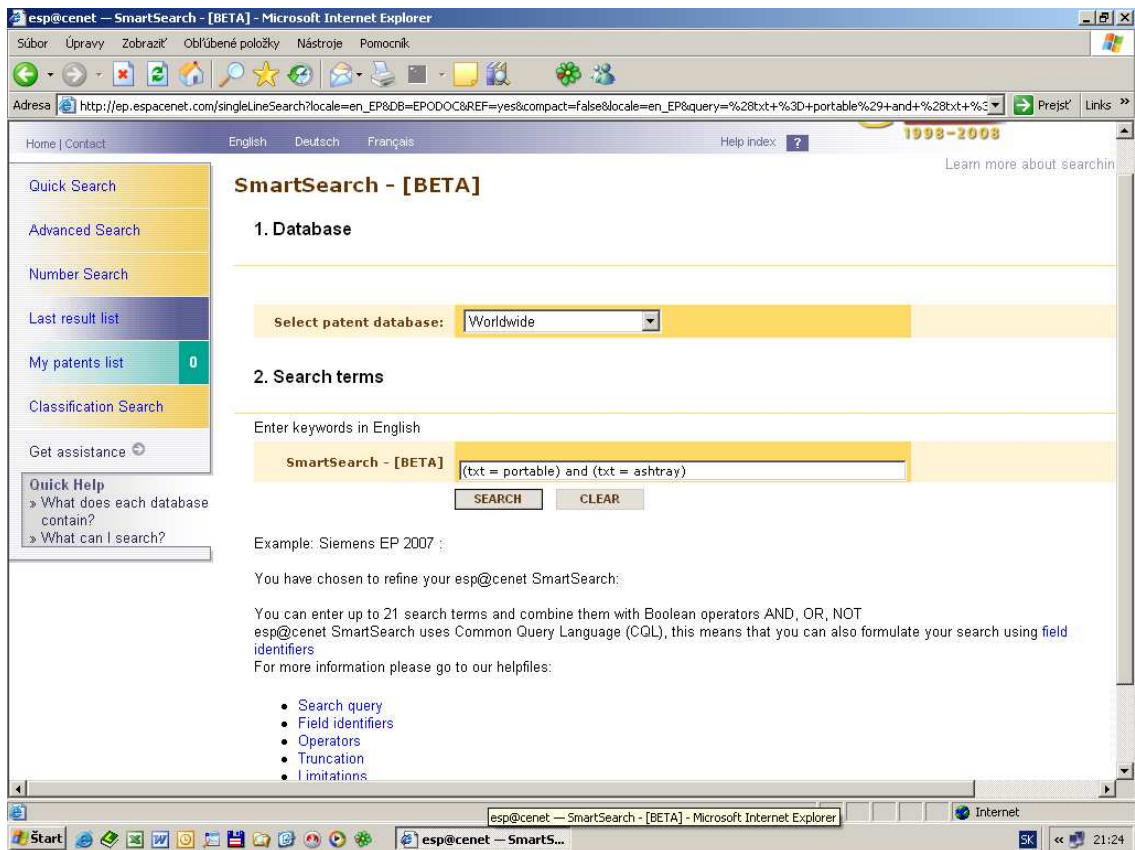 esp@cenet — SmartSearch - [BETA] - Microsoft Internet Explorer
Súbor Úpravy Zobraziť Obľúbené položky Nástroje Pomocník
Adresa http://ep.espacenet.com/singleLineSearch?locale=en_EP&DB=EPODOC&REF=yes&compact=false&locale=en_EP&query=%28txt+%3D+portable%29+and+%28txt+%3 Prejsť Links »
Home | Contact English Deutsch Français Help index ? 1998-2008
Learn more about searchin
Quick Search
Advanced Search
Number Search
Last result list
My patents list 0
Classification Search
Get assistance
Quick Help
» What does each database
contain?
» What can I search?
SmartSearch - [BETA]
1. Database
Select patent database: Worldwide
2. Search terms
Enter keywords in English
SmartSearch - [BETA] (txt = portable) and (txt = ashtray)
SEARCH CLEAR
Example: Siemens EP 2007 :
You have chosen to refine your esp@cenet SmartSearch:
You can enter up to 21 search terms and combine them with Boolean operators AND, OR, NOT
esp@cenet SmartSearch uses Common Query Language (CQL), this means that you can also formulate your search using field
identifiers
For more information please go to our helpfiles:
• Search query
• Field identifiers
• Operators
• Truncation
• Limitations
esp@cenet — SmartSearch - [BETA] - Microsoft Internet Explorer
Internet
Štart esp@cenet — SmartS... SK « 21:24